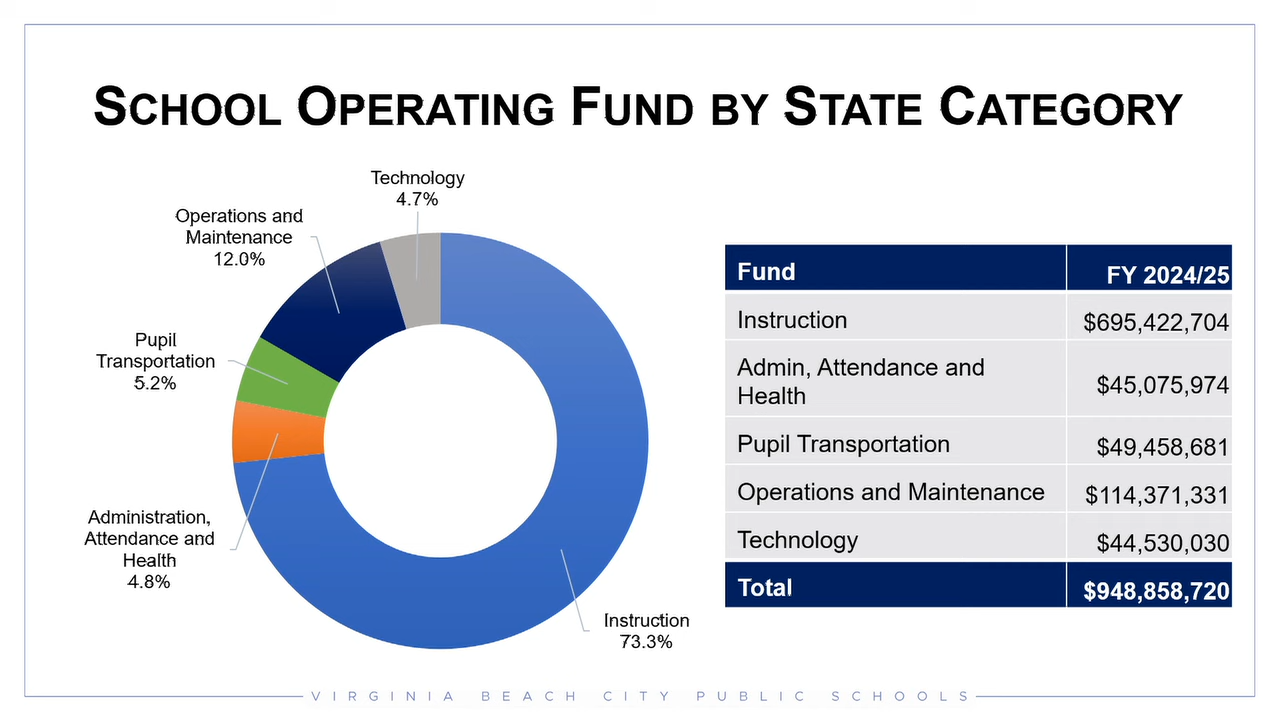 SCHOOL OPERATING FUND BY STATE CATEGORY
Technology
4.7%
Operations and
Maintenance
12.0%
Pupil
Transportation
5.2%
Administration,
Attendance and
Health
4.8%
Instruction
73.3%
Fund FY 2024/25
Instruction $695,422,704
Admin, Attendance and
Health $45,075,974
Pupil Transportation $49,458,681
Operations and Maintenance $114,371,331
Technology $44,530,030
Total $948,858,720
VIRGINIA BEACH CITY PUBLIC SCHOOLS